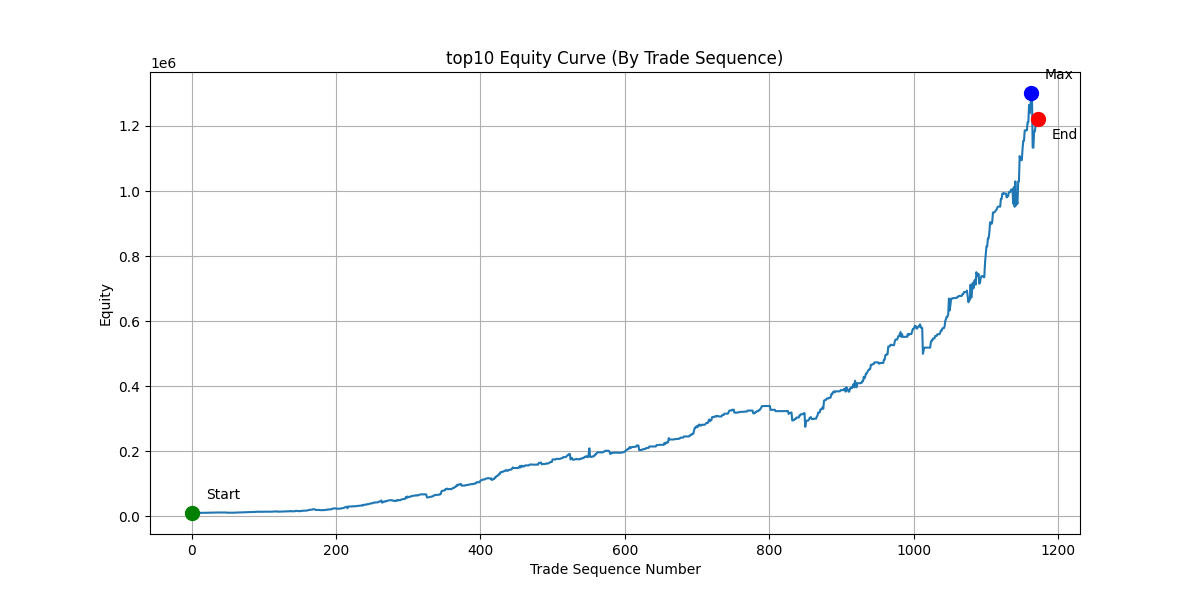 top10 Equity Curve (By Trade Sequence)
1e6
Max
End
Start
1.2
1.0
0.8
0.6
0.4
0.2
0.0
Equity
0 200 400 600 800 1000 1200
Trade Sequence Number